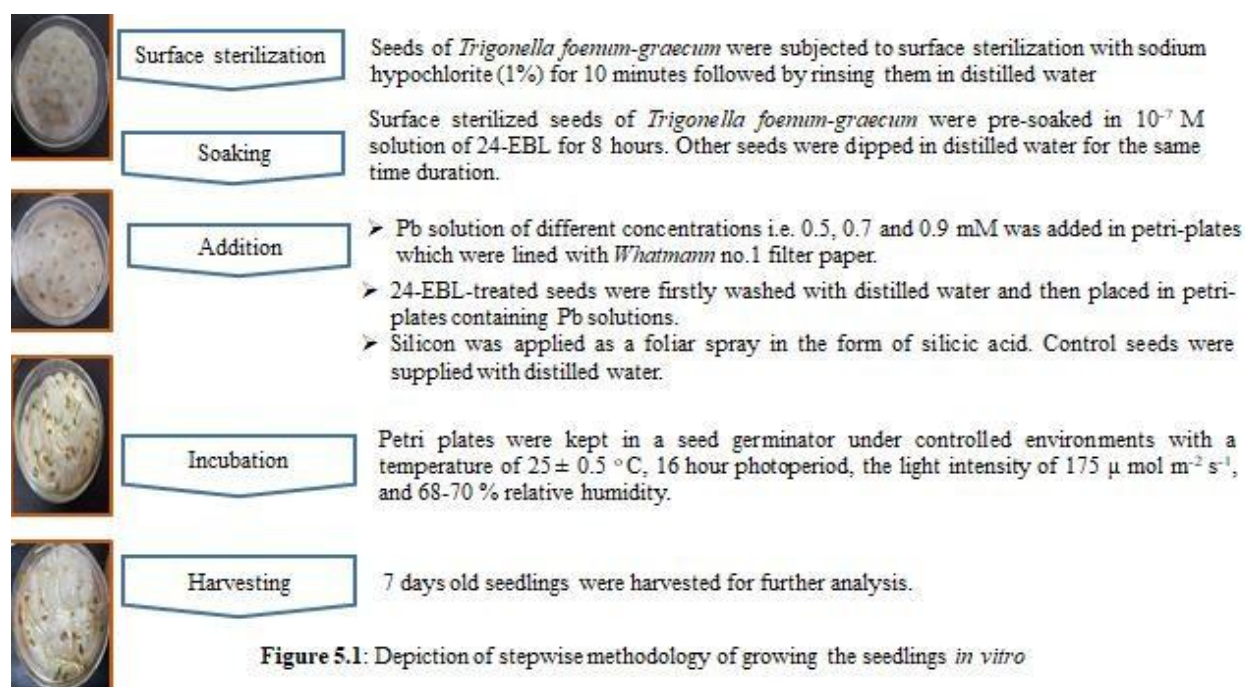 Surface sterilization
Seeds of Trigonella foenum-graecum were subjected to surface sterilization with sodium
hypochlorite (1%) for 10 minutes followed by rinsing them in distilled water
Soaking
Surface sterilized seeds of Trigonella foenum-graecum were pre-soaked in 10⁻⁷ M
solution of 24-EBL for 8 hours. Other seeds were dipped in distilled water for the same
time duration.
Addition
➢ Pb solution of different concentrations i.e. 0.5, 0.7 and 0.9 mM was added in petri-plates
which were lined with Whatmann no.1 filter paper.
➢ 24-EBL-treated seeds were firstly washed with distilled water and then placed in petri-
plates containing Pb solutions.
➢ Silicon was applied as a foliar spray in the form of silicic acid. Control seeds were
supplied with distilled water.
Incubation
Petri plates were kept in a seed germinator under controlled environments with a
temperature of 25 ± 0.5 °C, 16 hour photoperiod, the light intensity of 175 µ mol m⁻² s⁻¹,
and 68-70 % relative humidity.
Harvesting
7 days old seedlings were harvested for further analysis.
Figure 5.1: Depiction of stepwise methodology of growing the seedlings in vitro